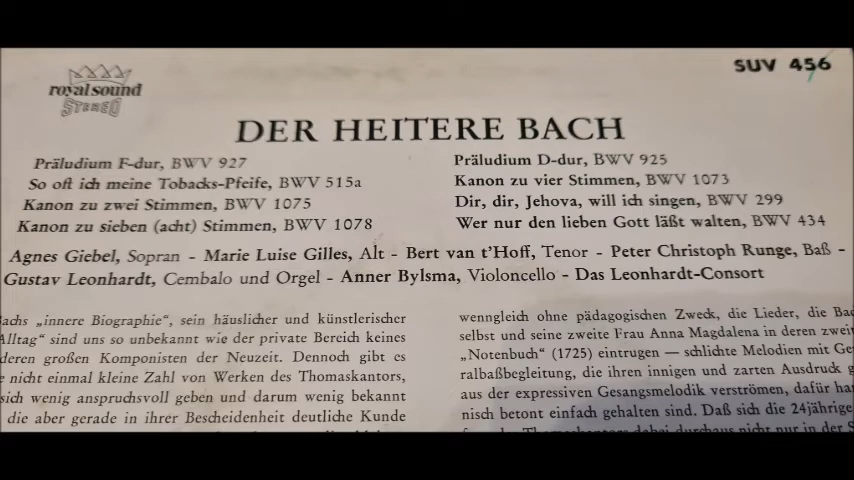 SUV 456
royal sound
STEREO
DER HEITERE BACH
Präludium F-dur, BWV 927
So oft ich meine Tobacks-Pfeife, BWV 515a
Kanon zu zwei Stimmen, BWV 1075
Kanon zu sieben (acht) Stimmen, BWV 1078
Präludium D-dur, BWV 925
Kanon zu vier Stimmen, BWV 1073
Dir, dir, Jehova, will ich singen, BWV 299
Wer nur den lieben Gott läßt walten, BWV 434
Agnes Giebel, Sopran - Marie Luise Gilles, Alt - Bert van t'Hoff, Tenor - Peter Christoph Runge, Baß -
Gustav Leonhardt, Cembalo und Orgel - Anner Bylsma, Violoncello - Das Leonhardt-Consort
„innere Biographie“, sein häuslicher und künstlerischer
sind uns so unbekannt wie der private Bereich keines
deren großen Komponisten der Neuzeit. Dennoch gibt es
nicht einmal kleine Zahl von Werken des Thomaskantors,
sich wenig anspruchsvoll geben und darum wenig bekannt
die aber gerade in ihrer Bescheidenheit deutliche Kunde
wenngleich ohne pädagogischen Zweck, die Lieder, die
selbst und seine zweite Frau Anna Magdalena in deren
„Notenbuch“ (1725) eintrugen — schlichte Melodien mit
ralbaßbegleitung, die ihren innigen und zarten Ausdruck
aus der expressiven Gesangsmelodik verströmen, dafür
nisch betont einfach gehalten sind. Daß sich die 24jährige
Thomaskantors dabei durchaus nicht nur in der